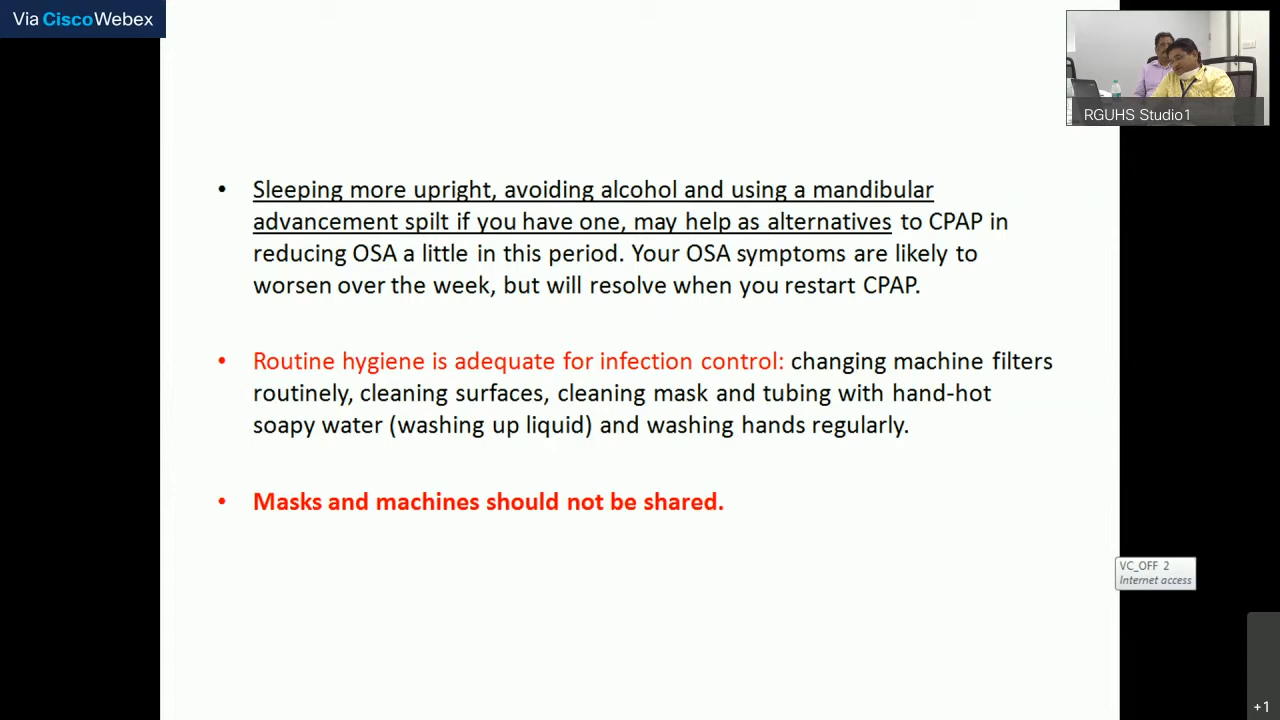 Via CiscoWebex
RGUHS Studio1
• Sleeping more upright, avoiding alcohol and using a mandibular
advancement spilt if you have one, may help as alternatives to CPAP in
reducing OSA a little in this period. Your OSA symptoms are likely to
worsen over the week, but will resolve when you restart CPAP.
• Routine hygiene is adequate for infection control: changing machine filters
routinely, cleaning surfaces, cleaning mask and tubing with hand-hot
soapy water (washing up liquid) and washing hands regularly.
• Masks and machines should not be shared.
VC_OFF 2
Internet access
+1